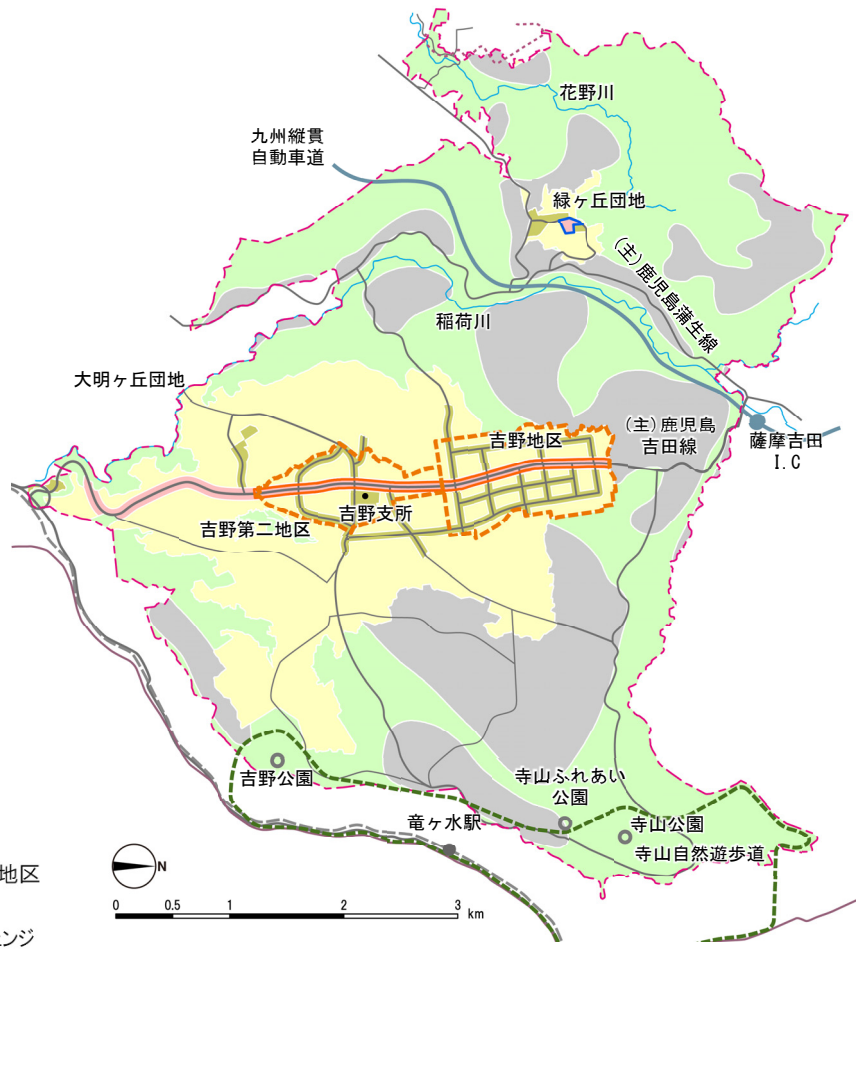 花野川
九州縦貫
自動車道
緑ヶ丘団地
(主)鹿児島蒲生線
稲荷川
大明ヶ丘団地
吉野地区
(主)鹿児島
吉田線
薩摩吉田
I.C
吉野支所
吉野第二地区
吉野公園
寺山ふれあい
公園
竜ヶ水駅
寺山公園
寺山自然遊歩道
地区
N
0 0.5 1 2 3 km
ンジ